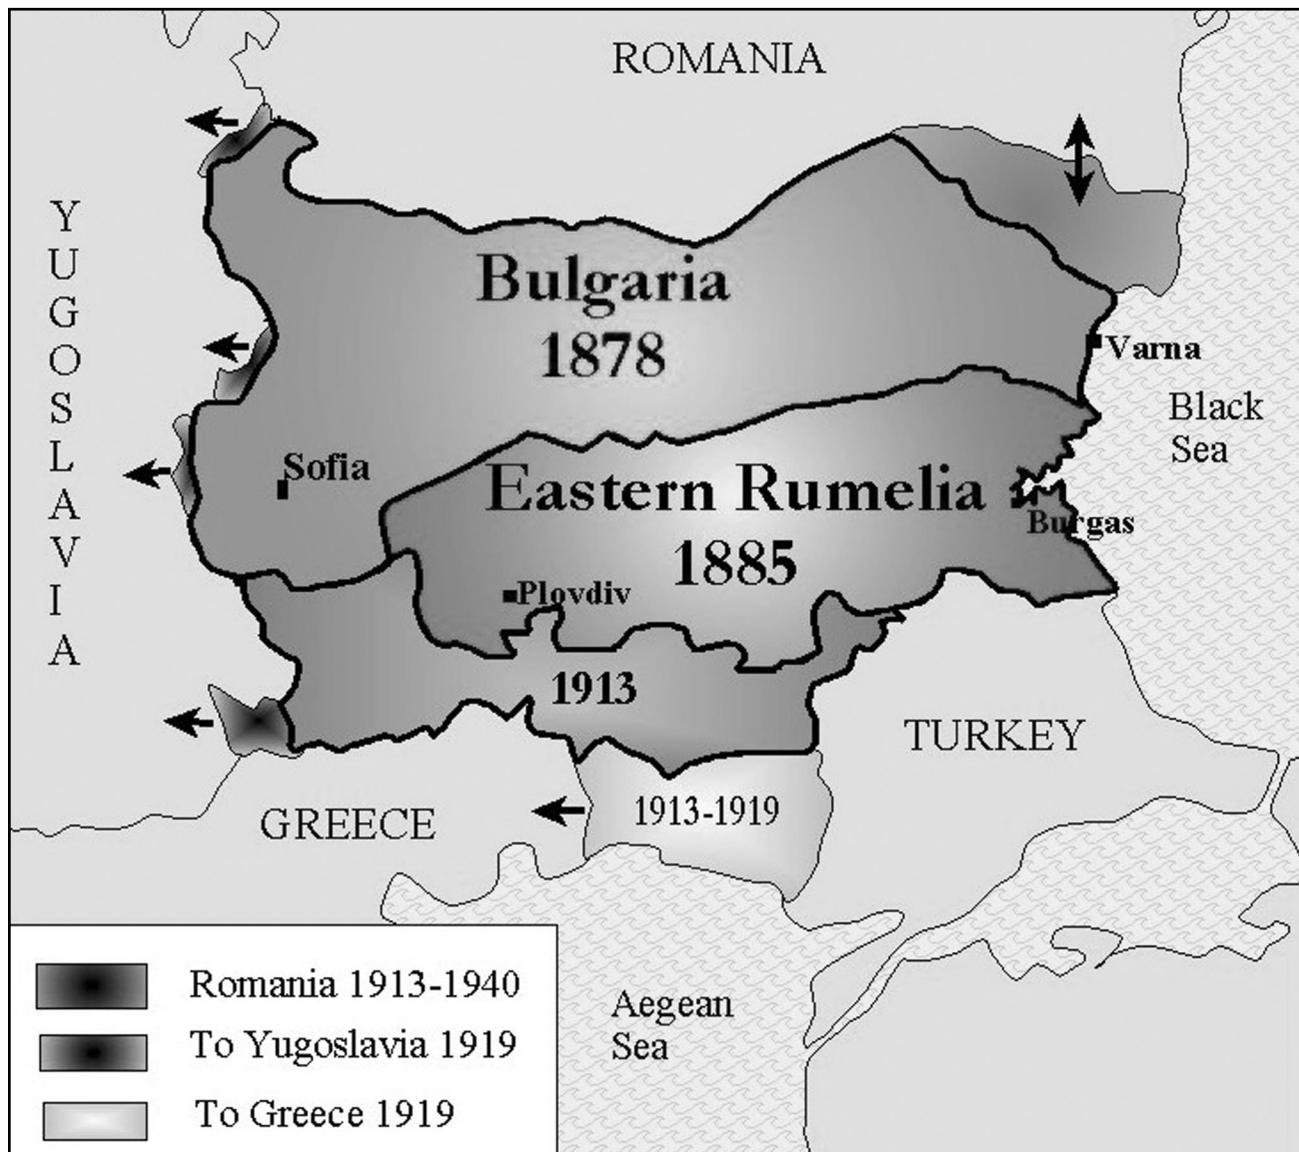 ROMANIA
YUGOSLAVIA
Bulgaria
1878
Varna
Black
Sea
Sofia
Eastern Rumelia
1885
Burgas
Plovdiv
1913
TURKEY
GREECE
1913-1919
Aegean
Sea
Romania 1913-1940
To Yugoslavia 1919
To Greece 1919